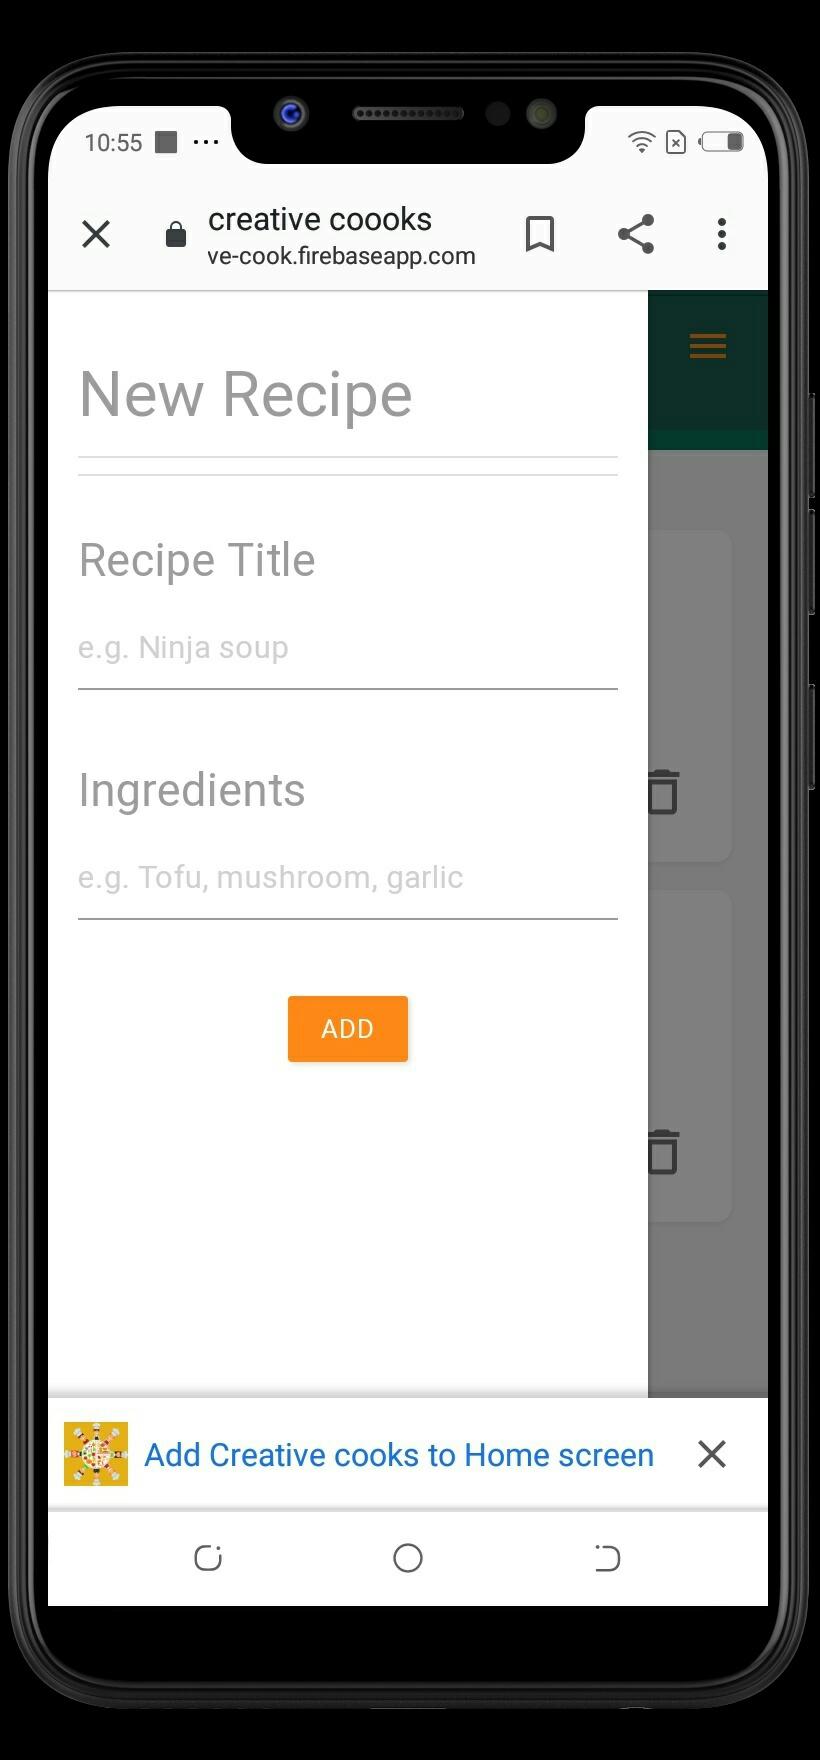 10:55
creative coooks
ve-cook.firebaseapp.com
New Recipe
Recipe Title
e.g. Ninja soup
Ingredients
e.g. Tofu, mushroom, garlic
ADD
Add Creative cooks to Home screen